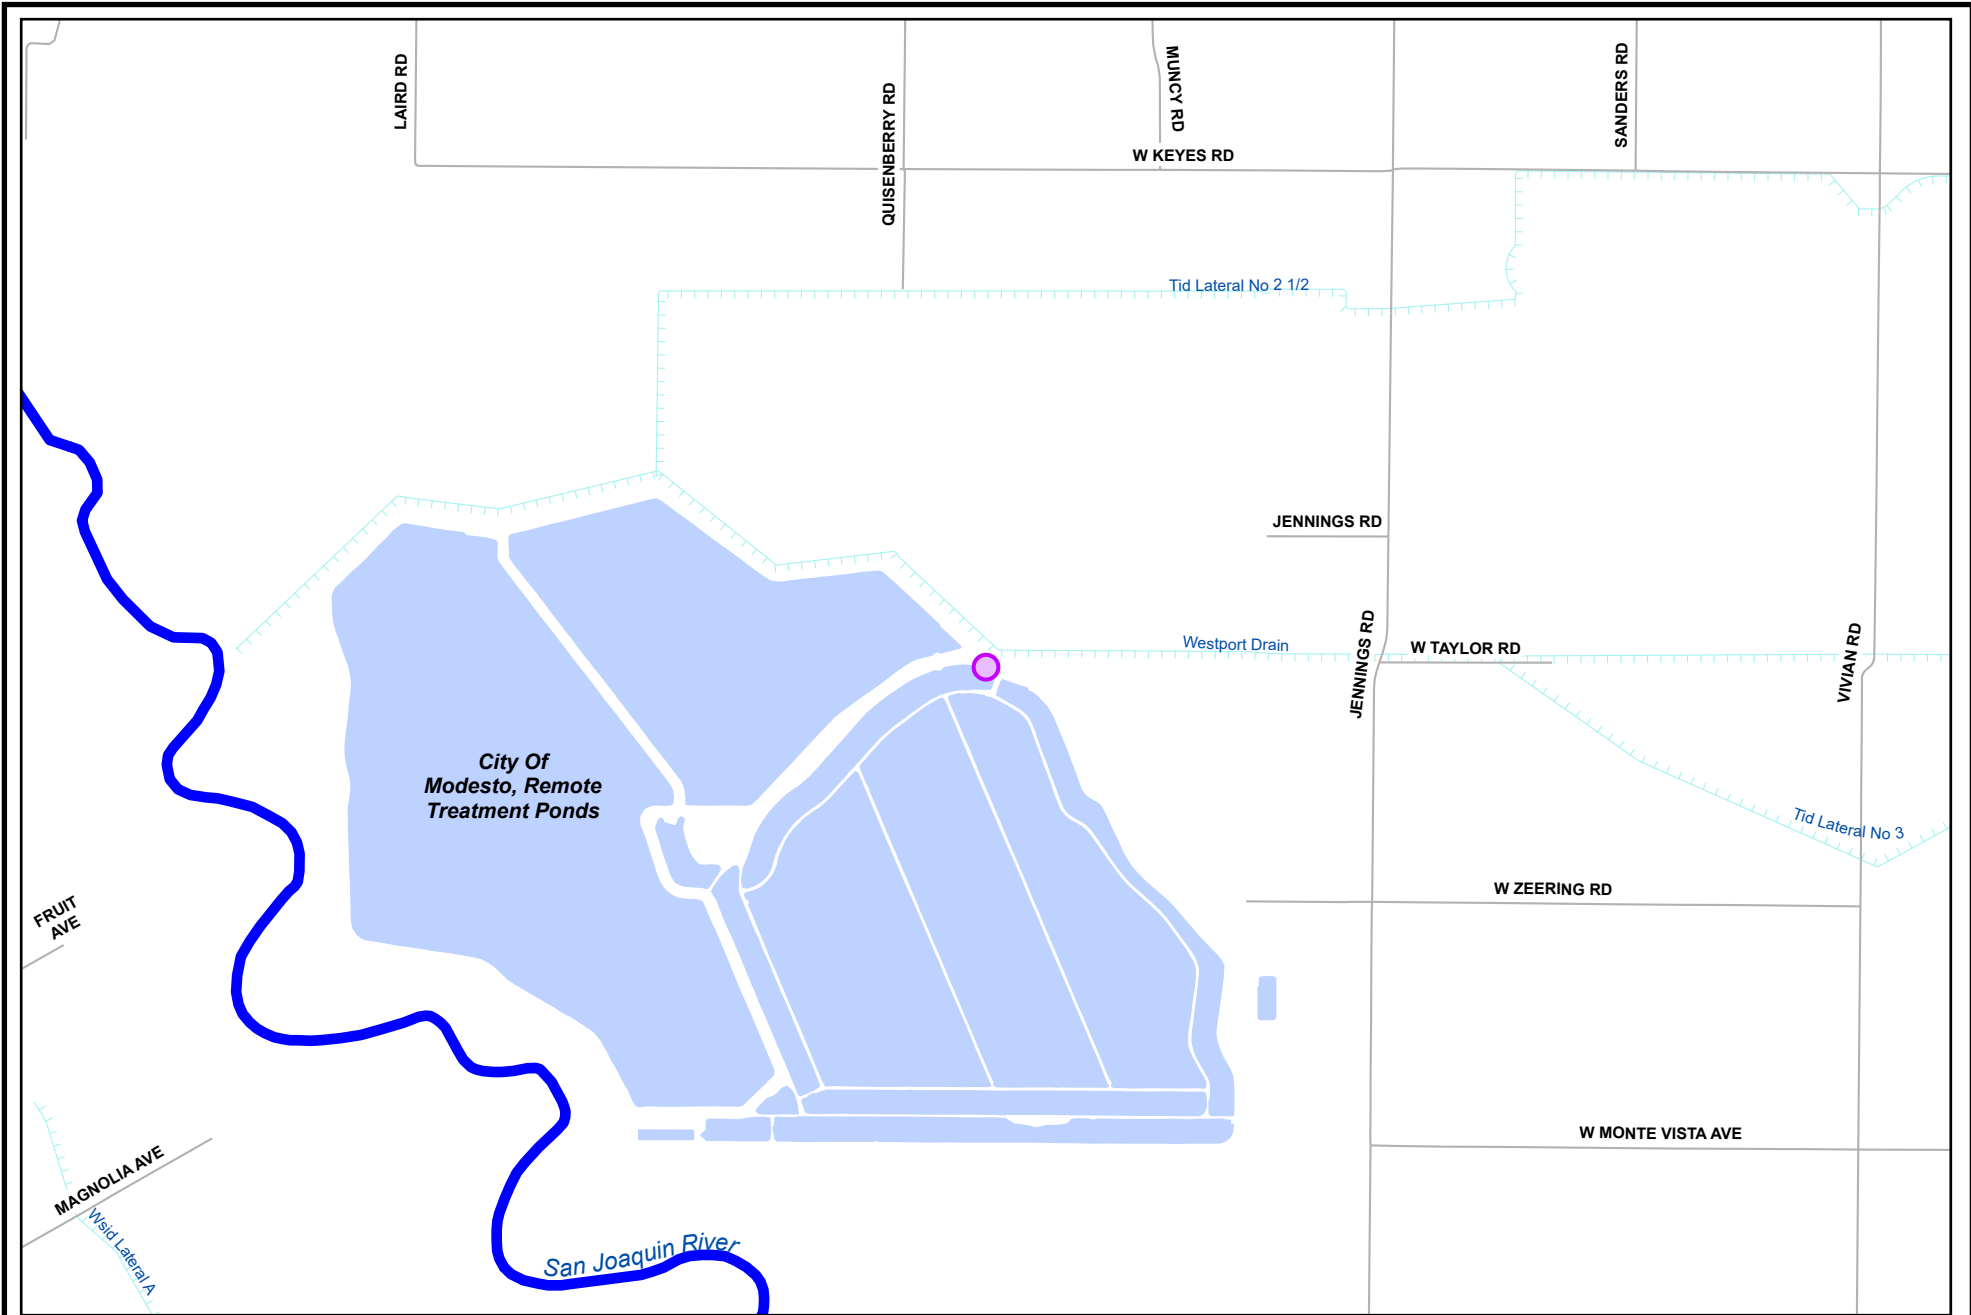 LAIRD RD
QUISENBERRY RD
MUNCY RD
SANDERS RD
W KEYES RD
Tid Lateral No 2 1/2
JENNINGS RD
JENNINGS RD
Westport Drain
W TAYLOR RD
VIVIAN RD
City Of
Modesto, Remote
Treatment Ponds
Tid Lateral No 3
W ZEERING RD
FRUIT
AVE
W MONTE VISTA AVE
MAGNOLIA AVE
Wsid Lateral A
San Joaquin River